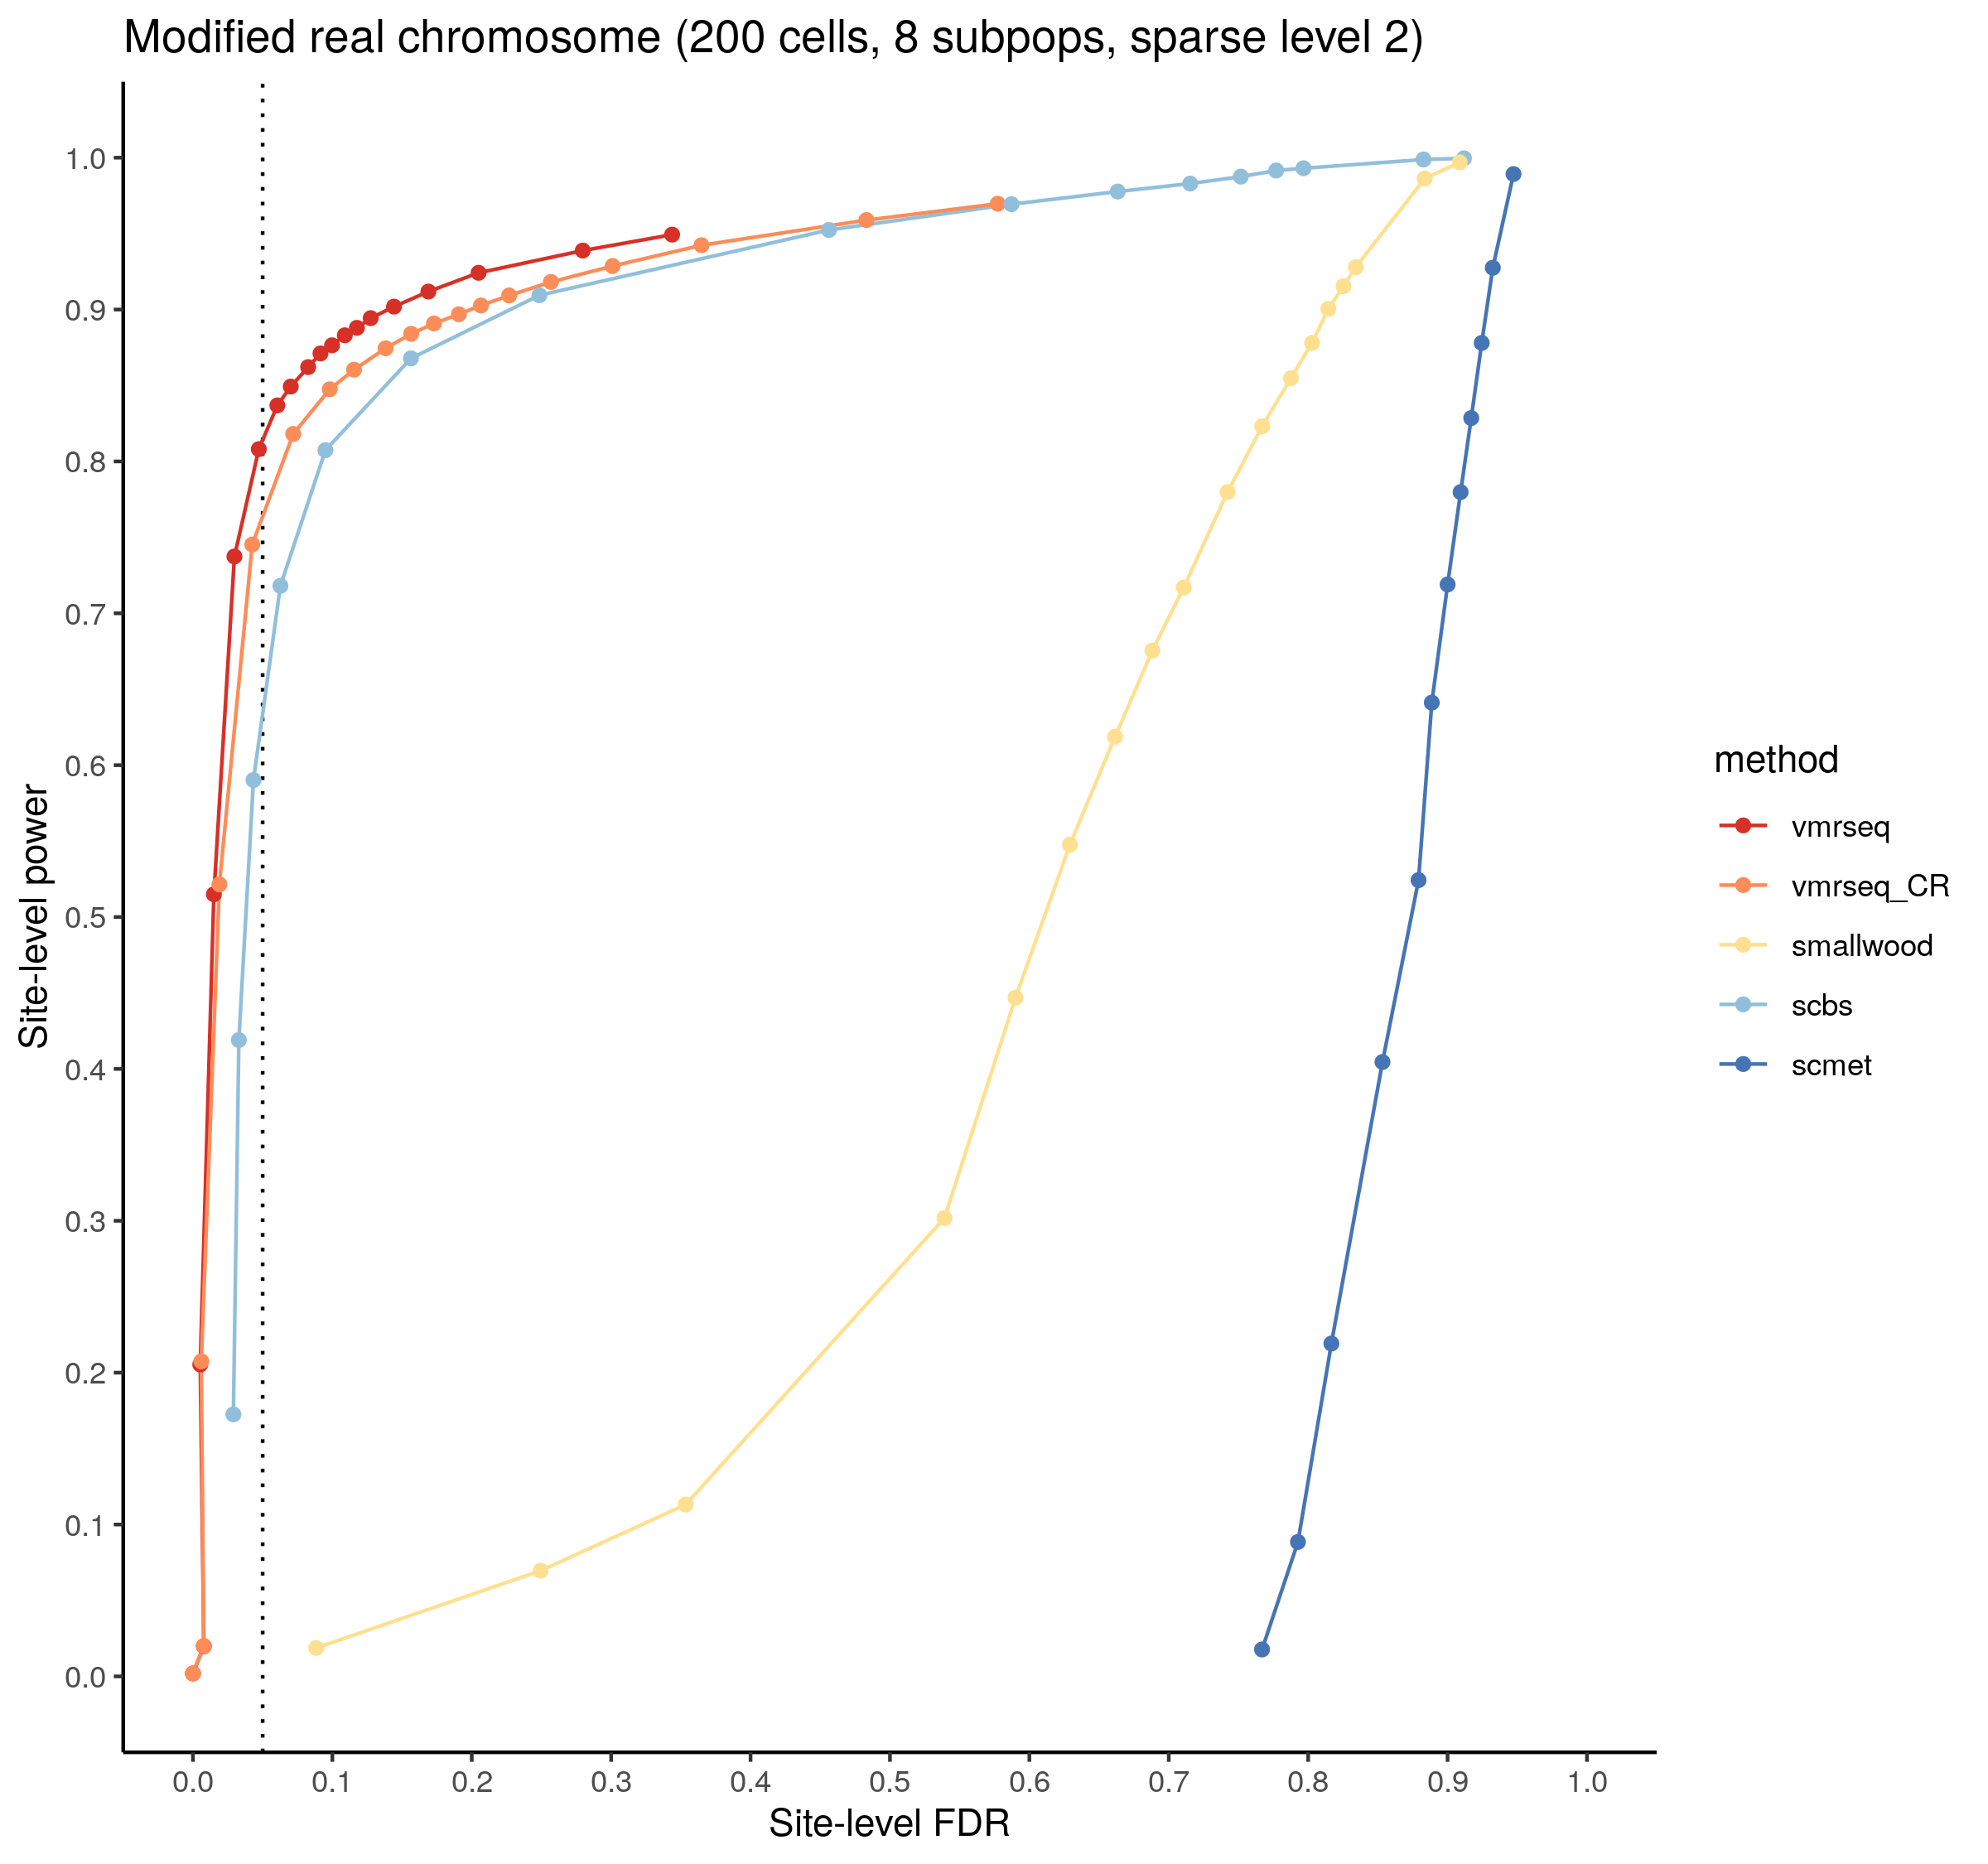 Modified real chromosome (200 cells, 8 subpops, sparse level 2)
Site-level power
1.0
0.9
0.8
0.7
0.6
0.5
0.4
0.3
0.2
0.1
0.0
0.0 0.1 0.2 0.3 0.4 0.5 0.6 0.7 0.8 0.9 1.0
Site-level FDR
method
vmrseq
vmrseq_CR
smallwood
scbs
scmet